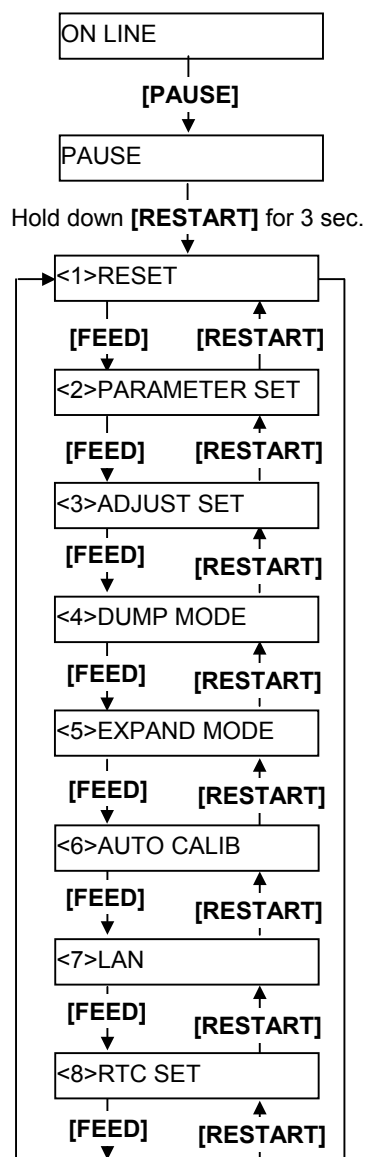 ON LINE
[PAUSE]
PAUSE
Hold down [RESTART] for 3 sec.
<1>RESET
[FEED] [RESTART]
<2>PARAMETER SET
[FEED] [RESTART]
<3>ADJUST SET
[FEED] [RESTART]
<4>DUMP MODE
[FEED] [RESTART]
<5>EXPAND MODE
[FEED] [RESTART]
<6>AUTO CALIB
[FEED] [RESTART]
<7>LAN
[FEED] [RESTART]
<8>RTC SET
[FEED] [RESTART]